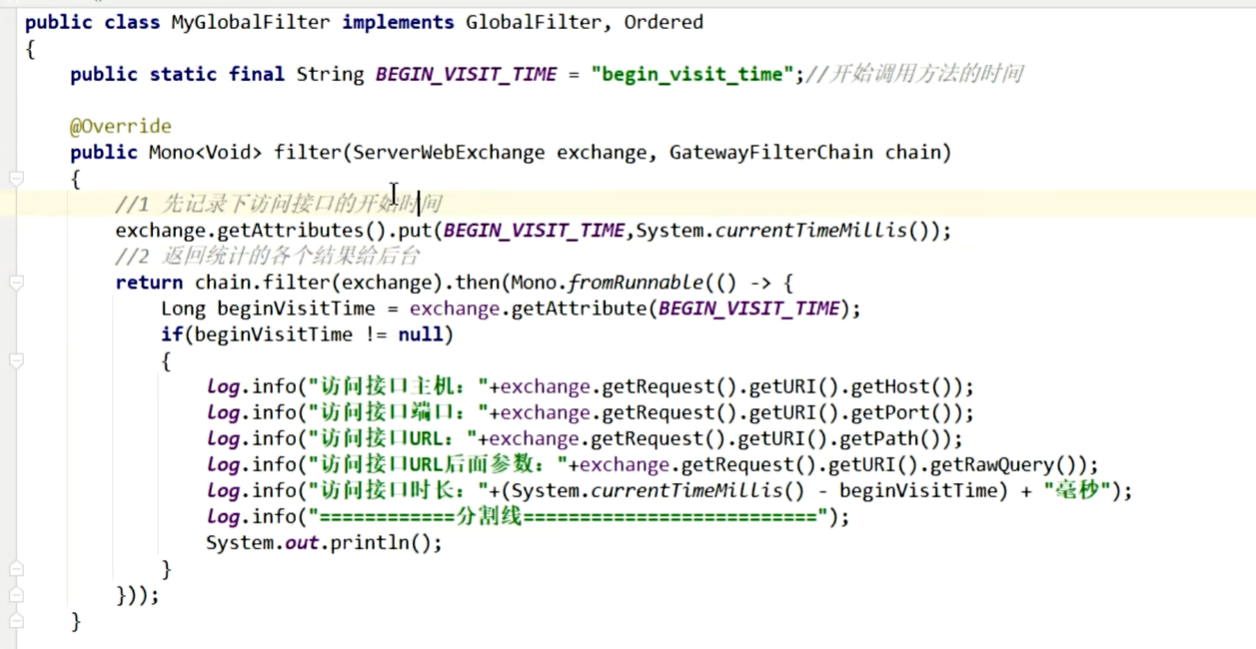 public class MyGlobalFilter implements GlobalFilter, Ordered
{
    public static final String BEGIN_VISIT_TIME = "begin_visit_time";//开始调用方法的时间
    @Override
    public Mono<Void> filter(ServerWebExchange exchange, GatewayFilterChain chain)
    {
        //1 先记录下访问接口的开始时间
        exchange.getAttributes().put(BEGIN_VISIT_TIME,System.currentTimeMillis());
        //2 返回统计的各个结果给后台
        return chain.filter(exchange).then(Mono.fromRunnable(() -> {
            Long beginVisitTime = exchange.getAttribute(BEGIN_VISIT_TIME);
            if(beginVisitTime != null)
            {
                log.info("访问接口主机: "+exchange.getRequest().getURI().getHost());
                log.info("访问接口端口: "+exchange.getRequest().getURI().getPort());
                log.info("访问接口URL: "+exchange.getRequest().getURI().getPath());
                log.info("访问接口URL后面参数: "+exchange.getRequest().getURI().getRawQuery());
                log.info("访问接口时长: "+(System.currentTimeMillis() - beginVisitTime) + "毫秒");
                log.info("============分割线==========================");
                System.out.println();
            }
        }));
    }